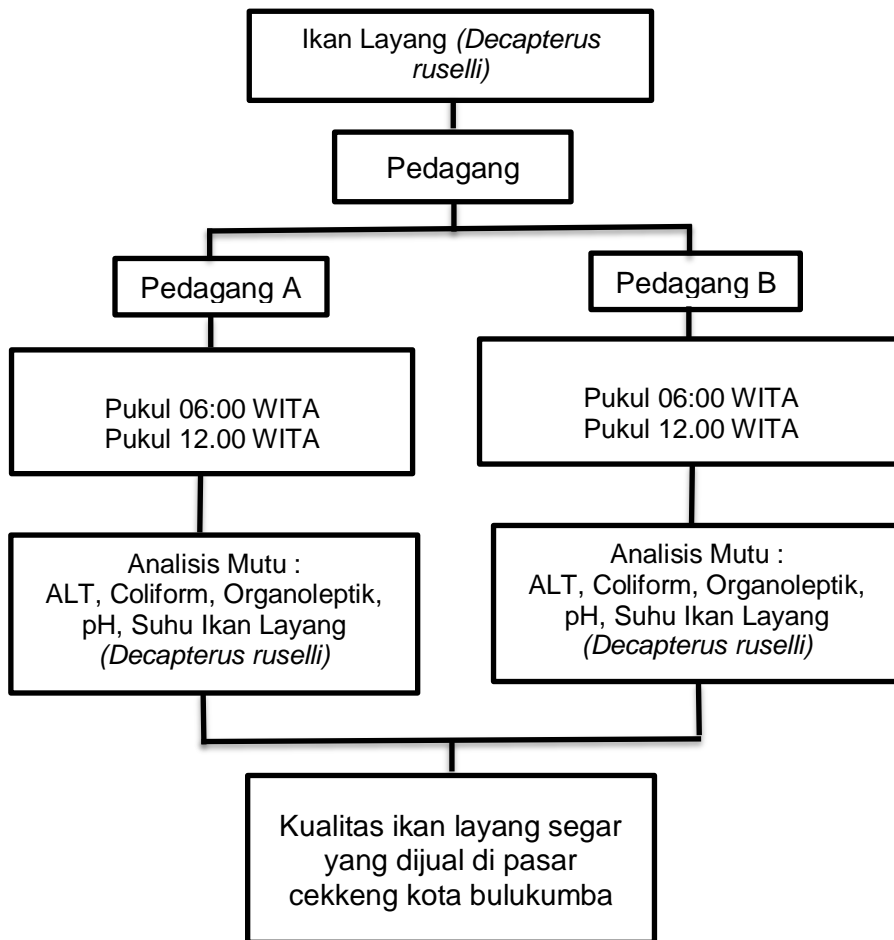 Ikan Layang (Decapterus
ruselli)
Pedagang
Pedagang A
Pedagang B
Pukul 06:00 WITA
Pukul 12.00 WITA
Pukul 06:00 WITA
Pukul 12.00 WITA
Analisis Mutu :
ALT, Coliform, Organoleptik,
pH, Suhu Ikan Layang
(Decapterus ruselli)
Analisis Mutu :
ALT, Coliform, Organoleptik,
pH, Suhu Ikan Layang
(Decapterus ruselli)
Kualitas ikan layang segar
yang dijual di pasar
cekkeng kota bulukumba